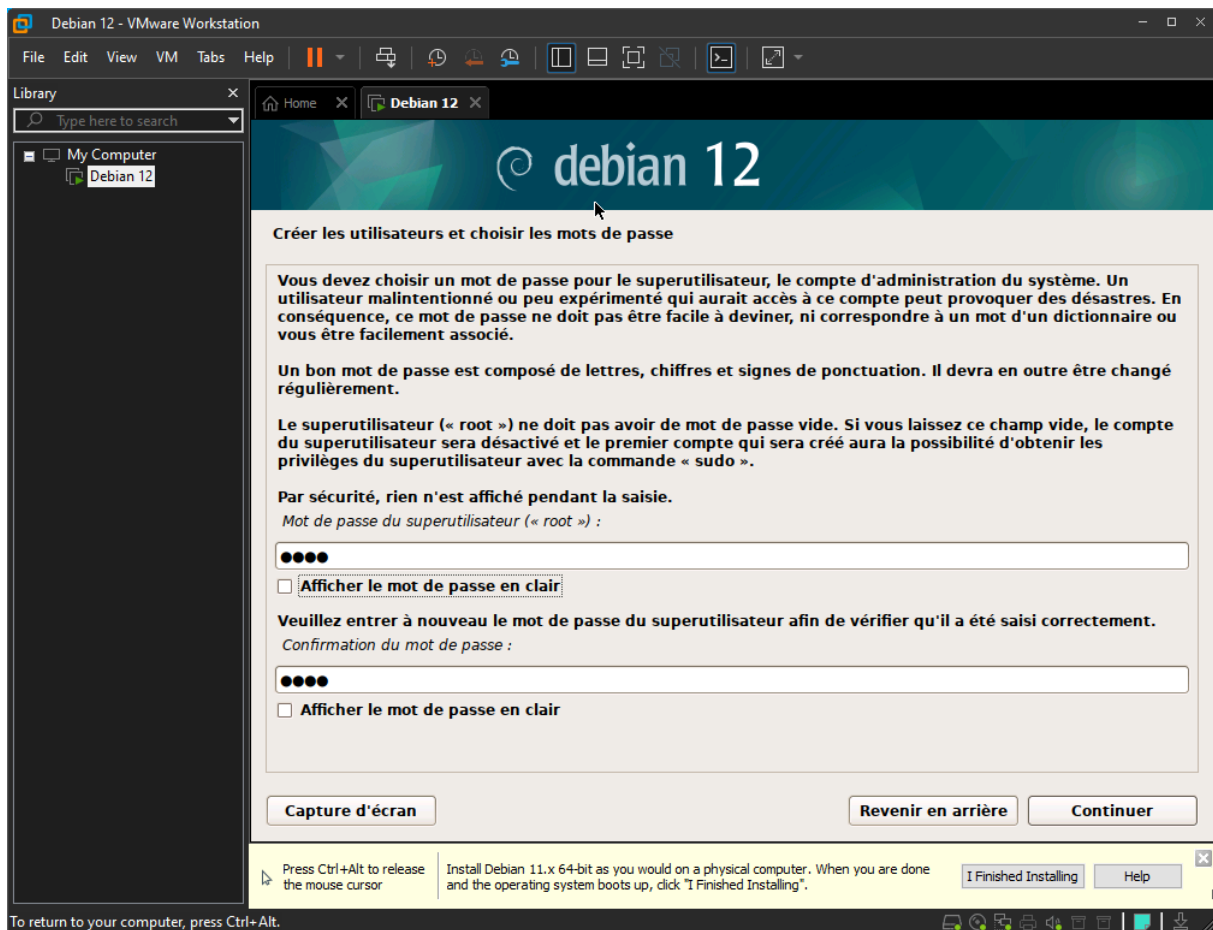 Debian 12 - VMware Workstation
File Edit View VM Tabs Help
Library
Type here to search
My Computer
Debian 12
Home
Debian 12
debian 12
Créer les utilisateurs et choisir les mots de passe
Vous devez choisir un mot de passe pour le superutilisateur, le compte d'administration du système. Un
utilisateur malintentionné ou peu expérimenté qui aurait accès à ce compte peut provoquer des désastres. En
conséquence, ce mot de passe ne doit pas être facile à deviner, ni correspondre à un mot d'un dictionnaire ou
vous être facilement associé.
Un bon mot de passe est composé de lettres, chiffres et signes de ponctuation. Il devra en outre être changé
régulièrement.
Le superutilisateur (« root ») ne doit pas avoir de mot de passe vide. Si vous laissez ce champ vide, le compte
du superutilisateur sera désactivé et le premier compte qui sera créé aura la possibilité d'obtenir les
privilèges du superutilisateur avec la commande « sudo ».
Par sécurité, rien n'est affiché pendant la saisie.
Mot de passe du superutilisateur (« root ») :
●●●●
Afficher le mot de passe en clair
Veuillez entrer à nouveau le mot de passe du superutilisateur afin de vérifier qu'il a été saisi correctement.
Confirmation du mot de passe :
●●●●
Afficher le mot de passe en clair
Capture d'écran
Revenir en arrière
Continuer
Press Ctrl+Alt to release
the mouse cursor
Install Debian 11.x 64-bit as you would on a physical computer. When you are done
and the operating system boots up, click "I Finished Installing".
I Finished Installing
Help
To return to your computer, press Ctrl+Alt.